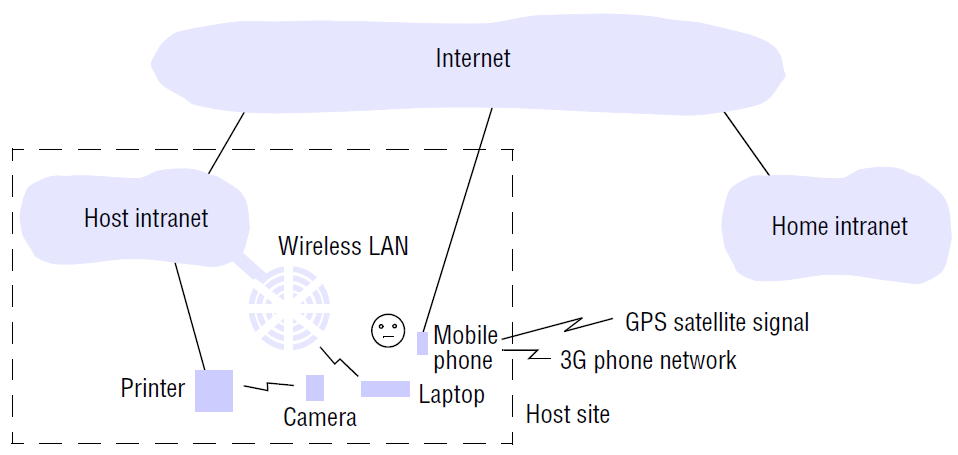 Internet
Host intranet
Home intranet
Wireless LAN
GPS satellite signal
Mobile
phone
3G phone network
Printer
Camera
Laptop
Host site